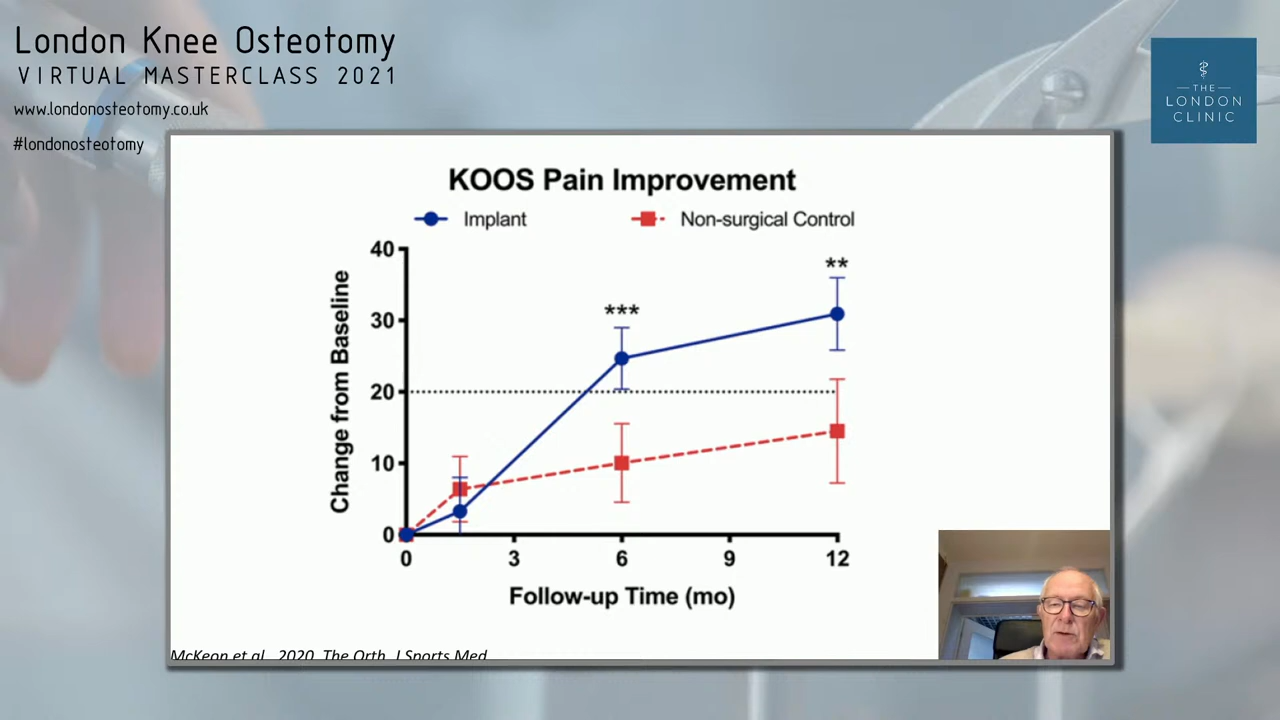 London Knee Osteotomy
VIRTUAL MASTERCLASS 2021
www.londonosteotomy.co.uk
#londonosteotomy
THE
LONDON
CLINIC
KOOS Pain Improvement
Implant
Non-surgical Control
Change from Baseline
40
30
20
10
0
***
**
0 3 6 9 12
Follow-up Time (mo)
McKeon et al., 2020, The Orth. J Sports Med